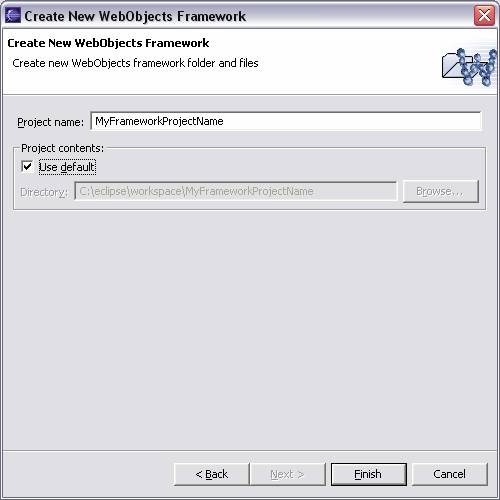 Create New WebObjects Framework
Create New WebObjects Framework
Create new WebObjects framework folder and files
Project name: MyFrameworkProjectName
Project contents:
Use default
Directory: C:\eclipse\workspace\MyFrameworkProjectName Browse...
< Back Next > Finish Cancel